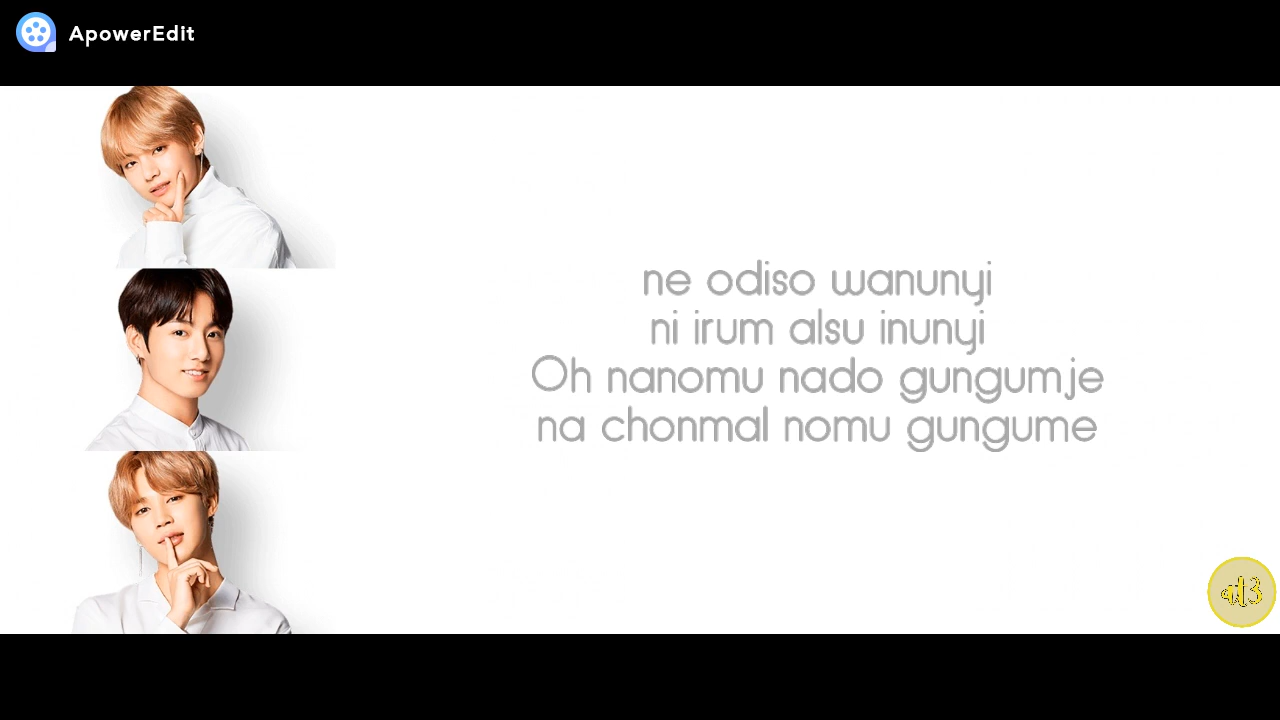 ApowerEdit
ne odiso wanunyi
ni irum alsu inunyi
Oh nanomu nado gungumje
na chonmal nomu gungume